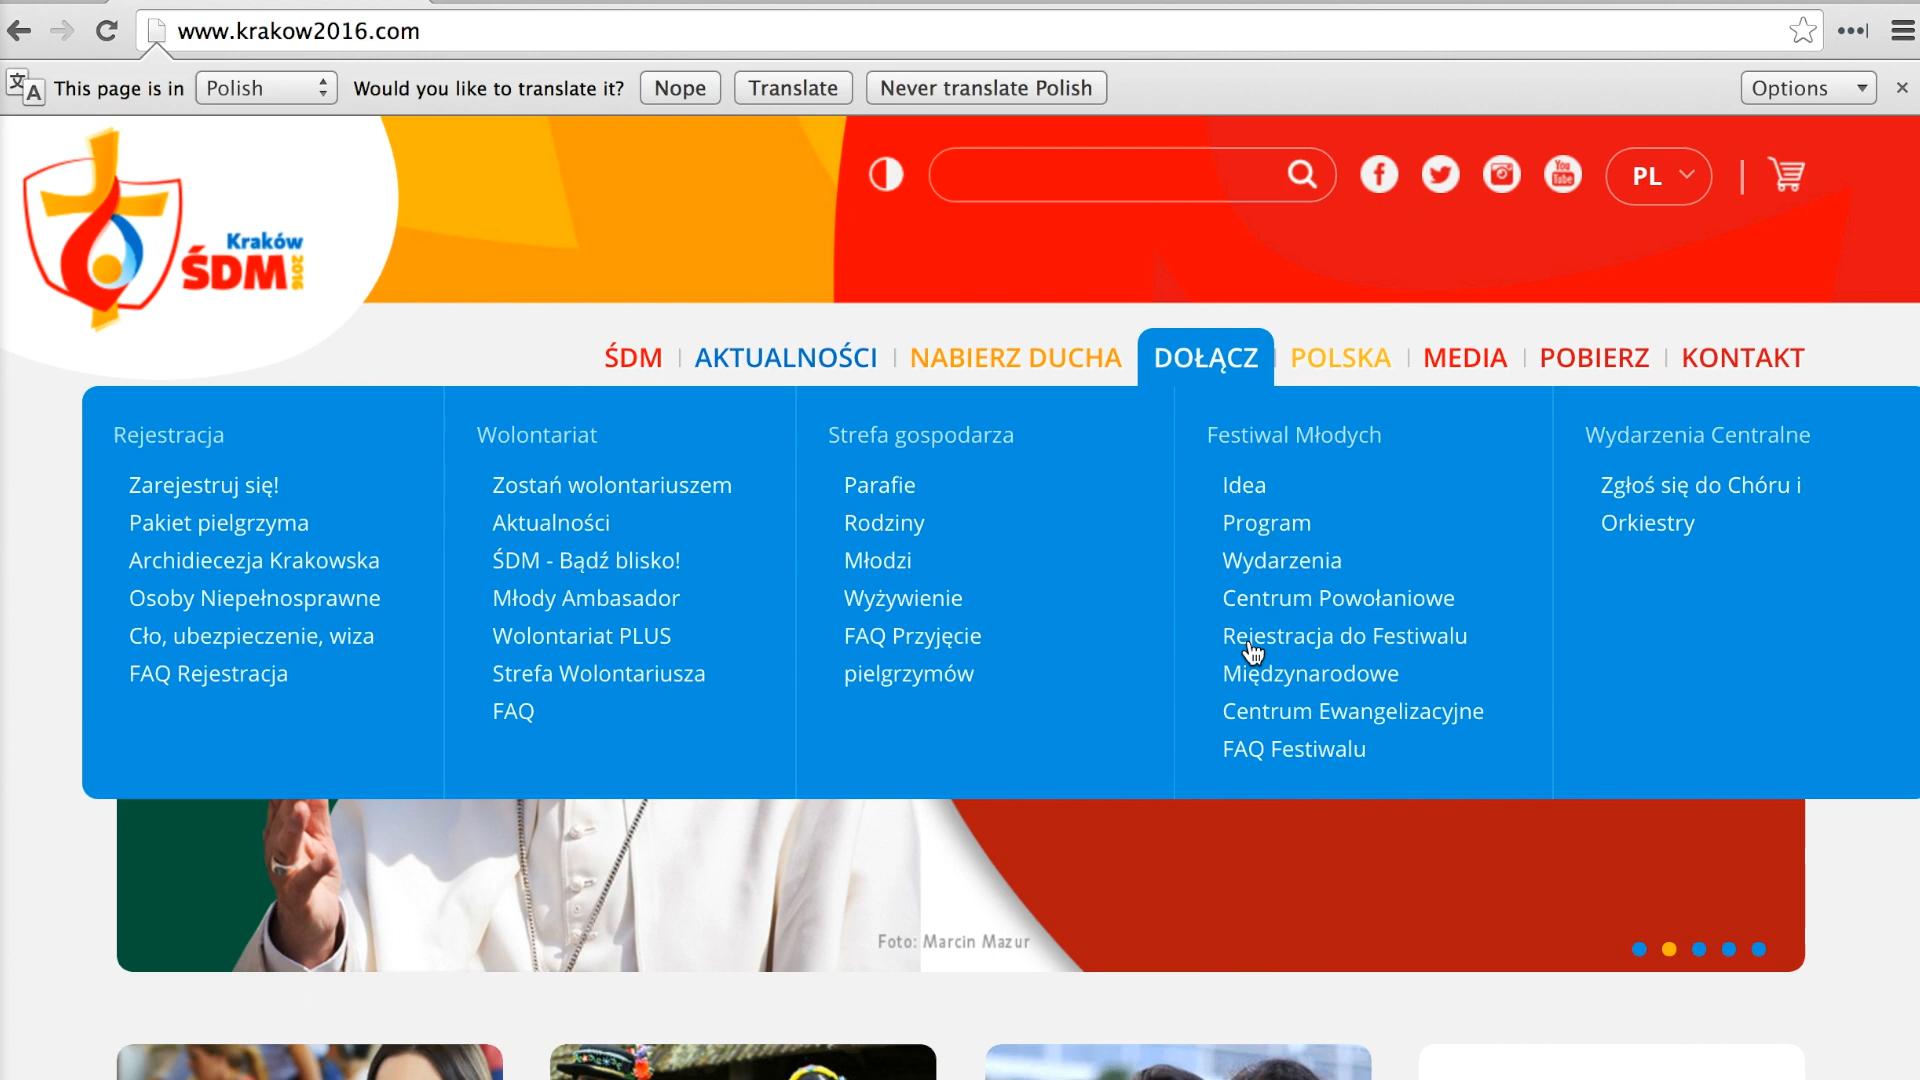 www.krakow2016.com
This page is in Polish Would you like to translate it? Nope Translate Never translate Polish Options
Kraków
ŚDM 2016
You Tube
PL
ŚDM AKTUALNOŚCI NABIERZ DUCHA DOŁĄCZ POLSKA MEDIA POBIERZ KONTAKT
Rejestracja
Zarejestruj się!
Pakiet pielgrzyma
Archidiecezja Krakowska
Osoby Niepełnosprawne
Cło, ubezpieczenie, wiza
FAQ Rejestracja
Wolontariat
Zostań wolontariuszem
Aktualności
ŚDM - Bądź blisko!
Młody Ambasador
Wolontariat PLUS
Strefa Wolontariusza
FAQ
Strefa gospodarza
Parafie
Rodziny
Młodzi
Wyżywienie
FAQ Przyjęcie
pielgrzymów
Festiwal Młodych
Idea
Program
Wydarzenia
Centrum Powołaniowe
Rejestracja do Festiwalu
Międzynarodowe
Centrum Ewangelizacyjne
FAQ Festiwalu
Wydarzenia Centralne
Zgłoś się do Chóru i
Orkiestry
Foto: Marcin Mazur